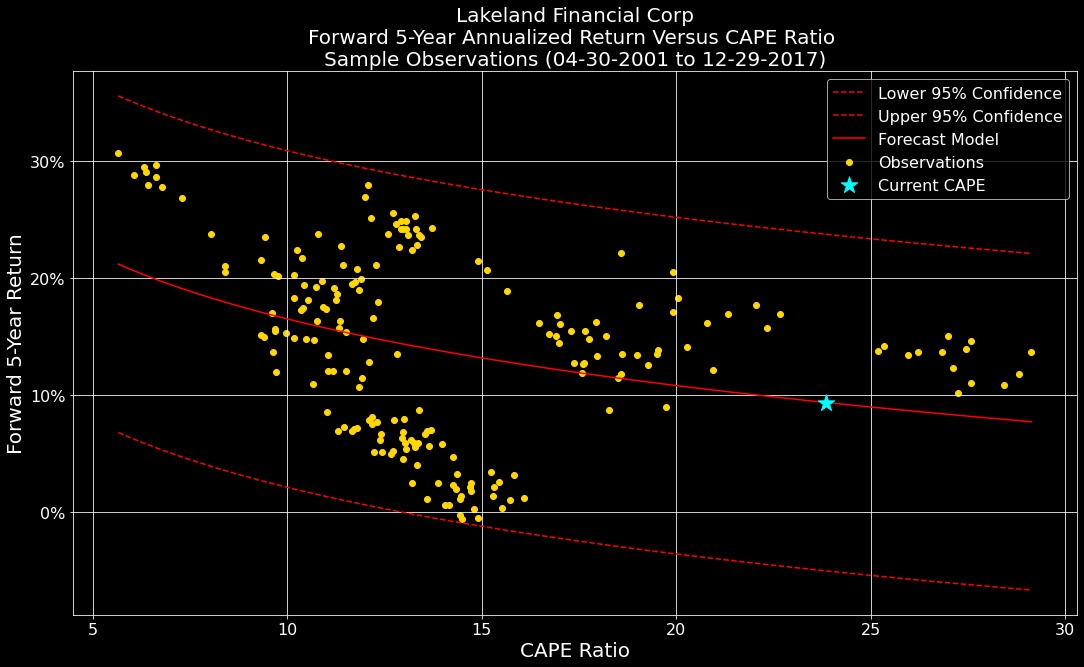 Lakeland Financial Corp
Forward 5-Year Annualized Return Versus CAPE Ratio
Sample Observations (04-30-2001 to 12-29-2017)
Lower 95% Confidence
Upper 95% Confidence
Forecast Model
Observations
Current CAPE
Forward 5-Year Return
30%
20%
10%
0%
5 10 15 20 25 30
CAPE Ratio